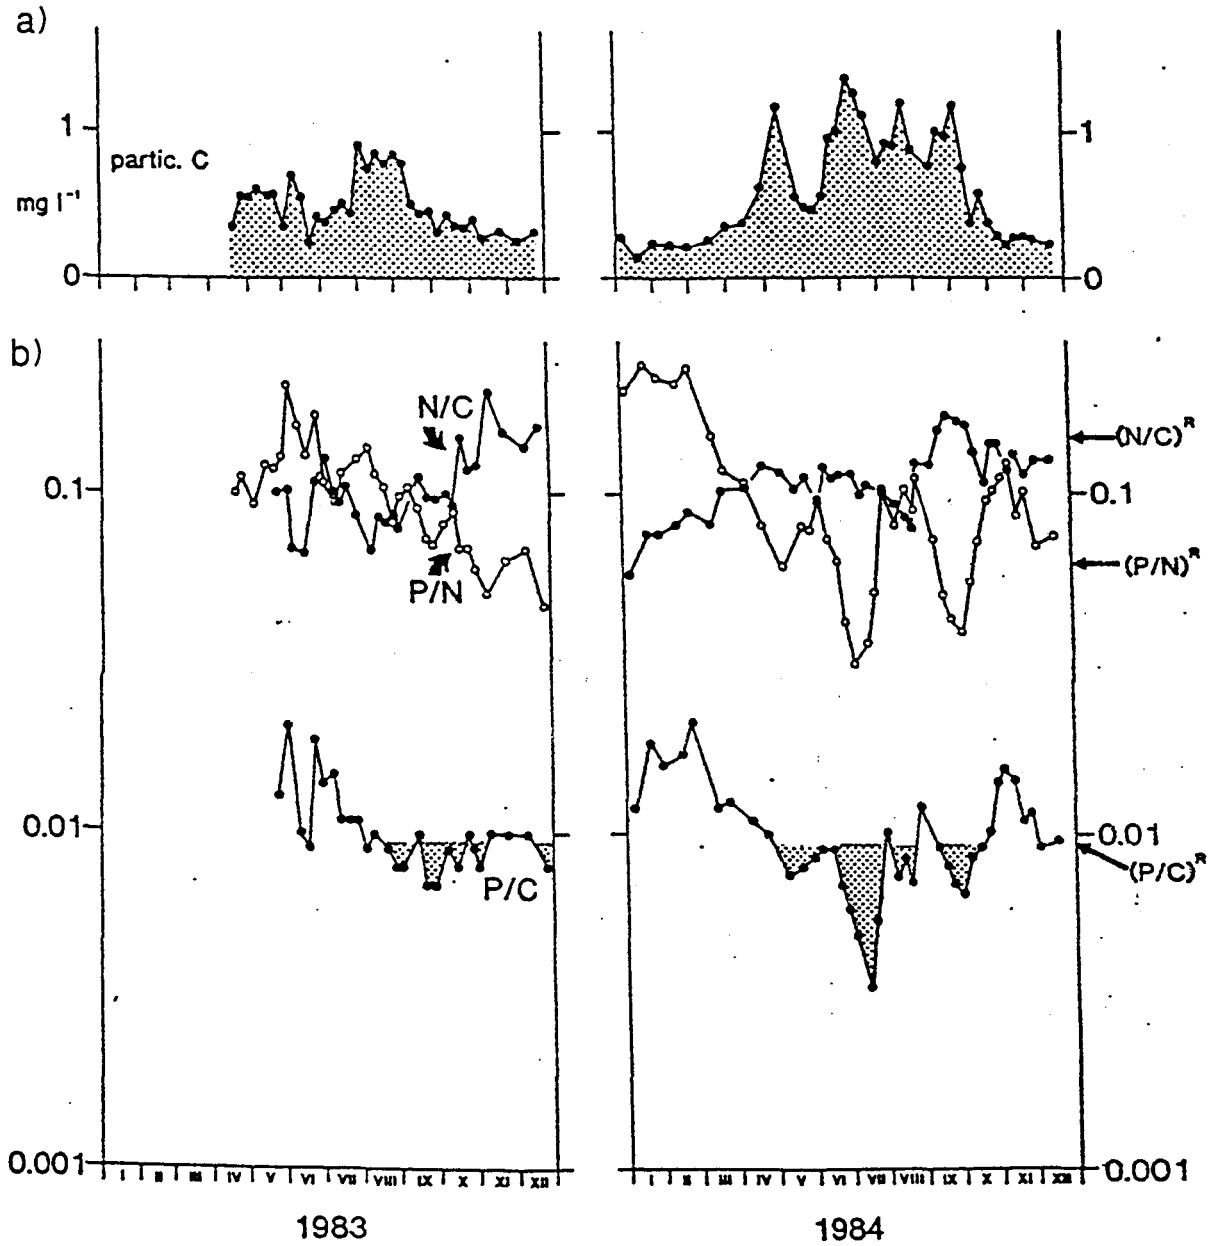 a)
1
1
partic. C
mg l⁻¹
0
0
b)
N/C
(N/C)ᴿ
0.1
0.1
P/N
(P/N)ᴿ
0.01
0.01
P/C
(P/C)ᴿ
0.001
0.001
I II III IV V VI VII VIII IX X XI XII
I II III IV V VI VII VIII IX X XI XII
1983
1984